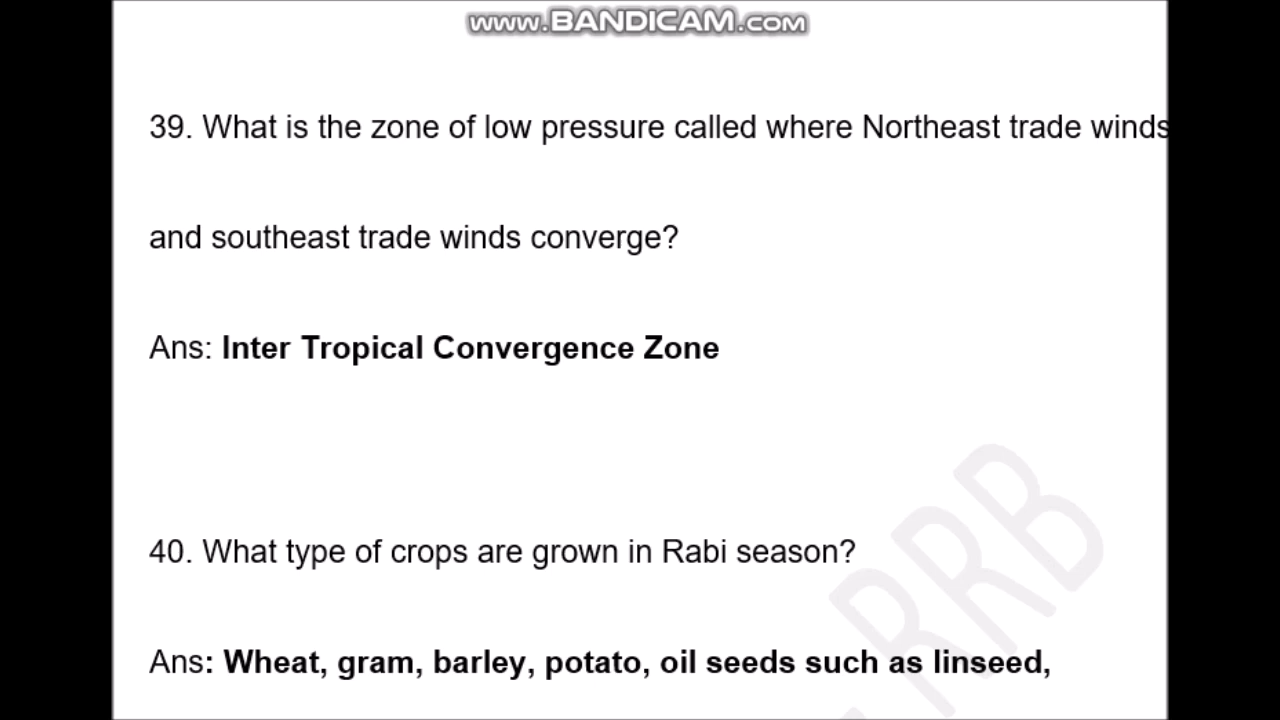 www.BANDICAM.com
39. What is the zone of low pressure called where Northeast trade winds
and southeast trade winds converge?
Ans: Inter Tropical Convergence Zone
40. What type of crops are grown in Rabi season?
Ans: Wheat, gram, barley, potato, oil seeds such as linseed,
RRB